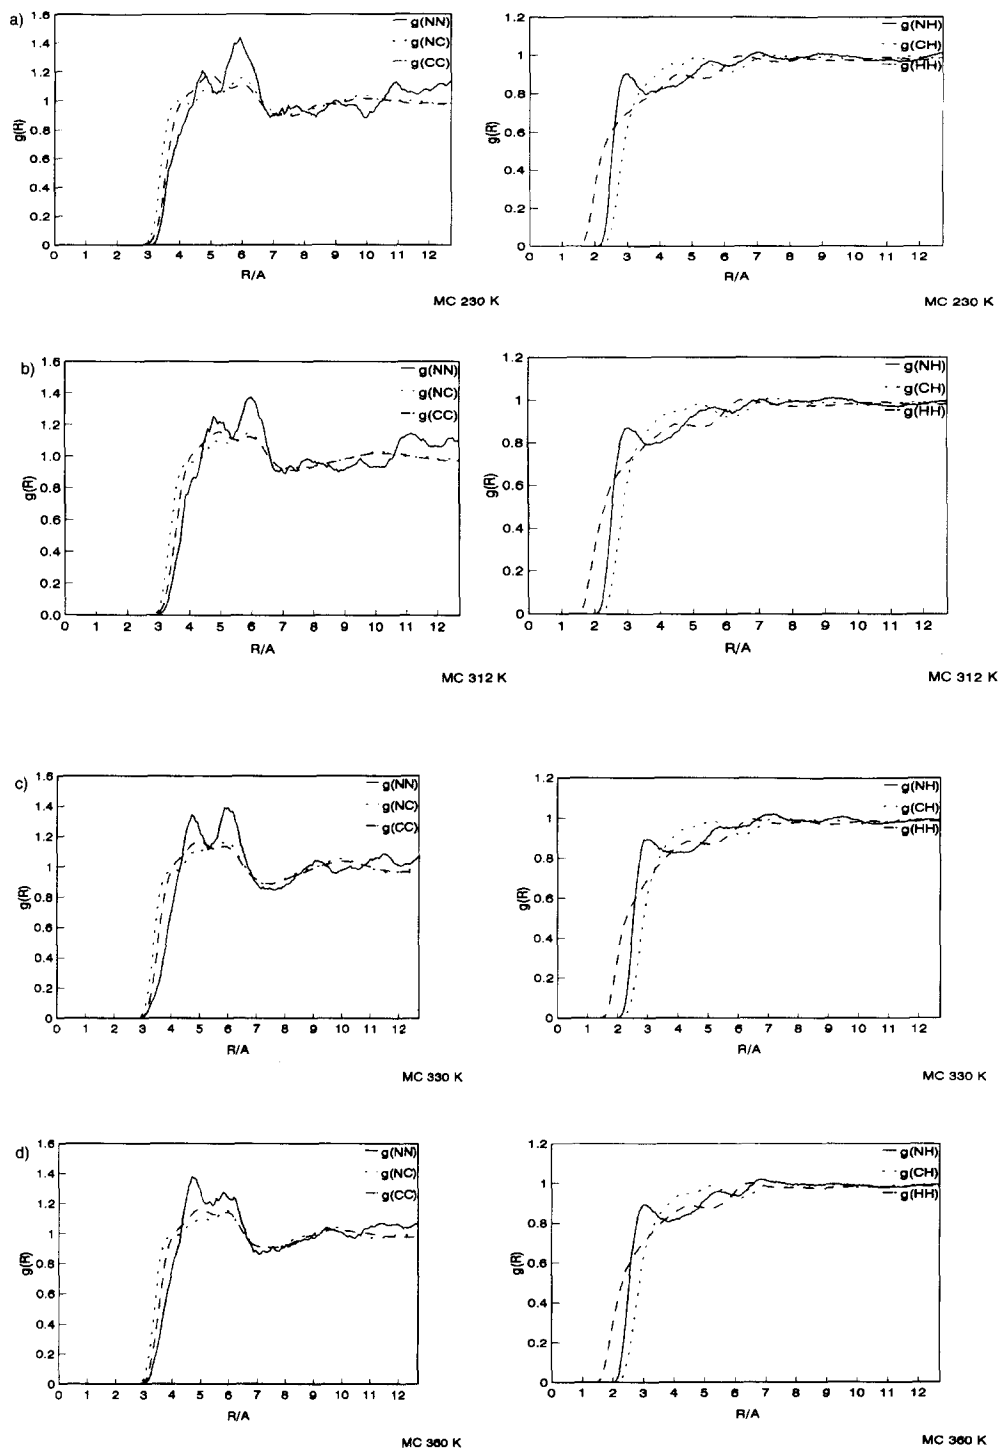 a)
1.6
1.4
1.2
1
0.8
0.6
0.4
0.2
0
g(R)
g(NN)
g(NC)
g(CC)
0 1 2 3 4 5 6 7 8 9 10 11 12
R/A
MC 230 K
1.2
1
0.8
0.6
0.4
0.2
0
g(R)
g(NH)
g(CH)
g(HH)
0 1 2 3 4 5 6 7 8 9 10 11 12
R/A
MC 230 K
b)
1.6
1.4
1.2
1.0
0.8
0.6
0.4
0.2
0.0
g(R)
g(NN)
g(NC)
g(CC)
0 1 2 3 4 5 6 7 8 9 10 11 12
R/A
MC 312 K
1.2
1
0.8
0.6
0.4
0.2
0
g(R)
g(NH)
g(CH)
g(HH)
0 1 2 3 4 5 6 7 8 9 10 11 12
R/A
MC 312 K
c)
1.6
1.4
1.2
1
0.8
0.6
0.4
0.2
0
g(R)
g(NN)
g(NC)
g(CC)
0 1 2 3 4 5 6 7 8 9 10 11 12
R/A
MC 330 K
1.2
1
0.8
0.6
0.4
0.2
0
g(R)
g(NH)
g(CH)
g(HH)
0 1 2 3 4 5 6 7 8 9 10 11 12
R/A
MC 330 K
d)
1.6
1.4
1.2
1
0.8
0.6
0.4
0.2
0
g(R)
g(NN)
g(NC)
g(CC)
0 1 2 3 4 5 6 7 8 9 10 11 12
R/A
MC 360 K
1.2
1
0.8
0.6
0.4
0.2
0
g(R)
g(NH)
g(CH)
g(HH)
0 1 2 3 4 5 6 7 8 9 10 11 12
R/A
MC 360 K